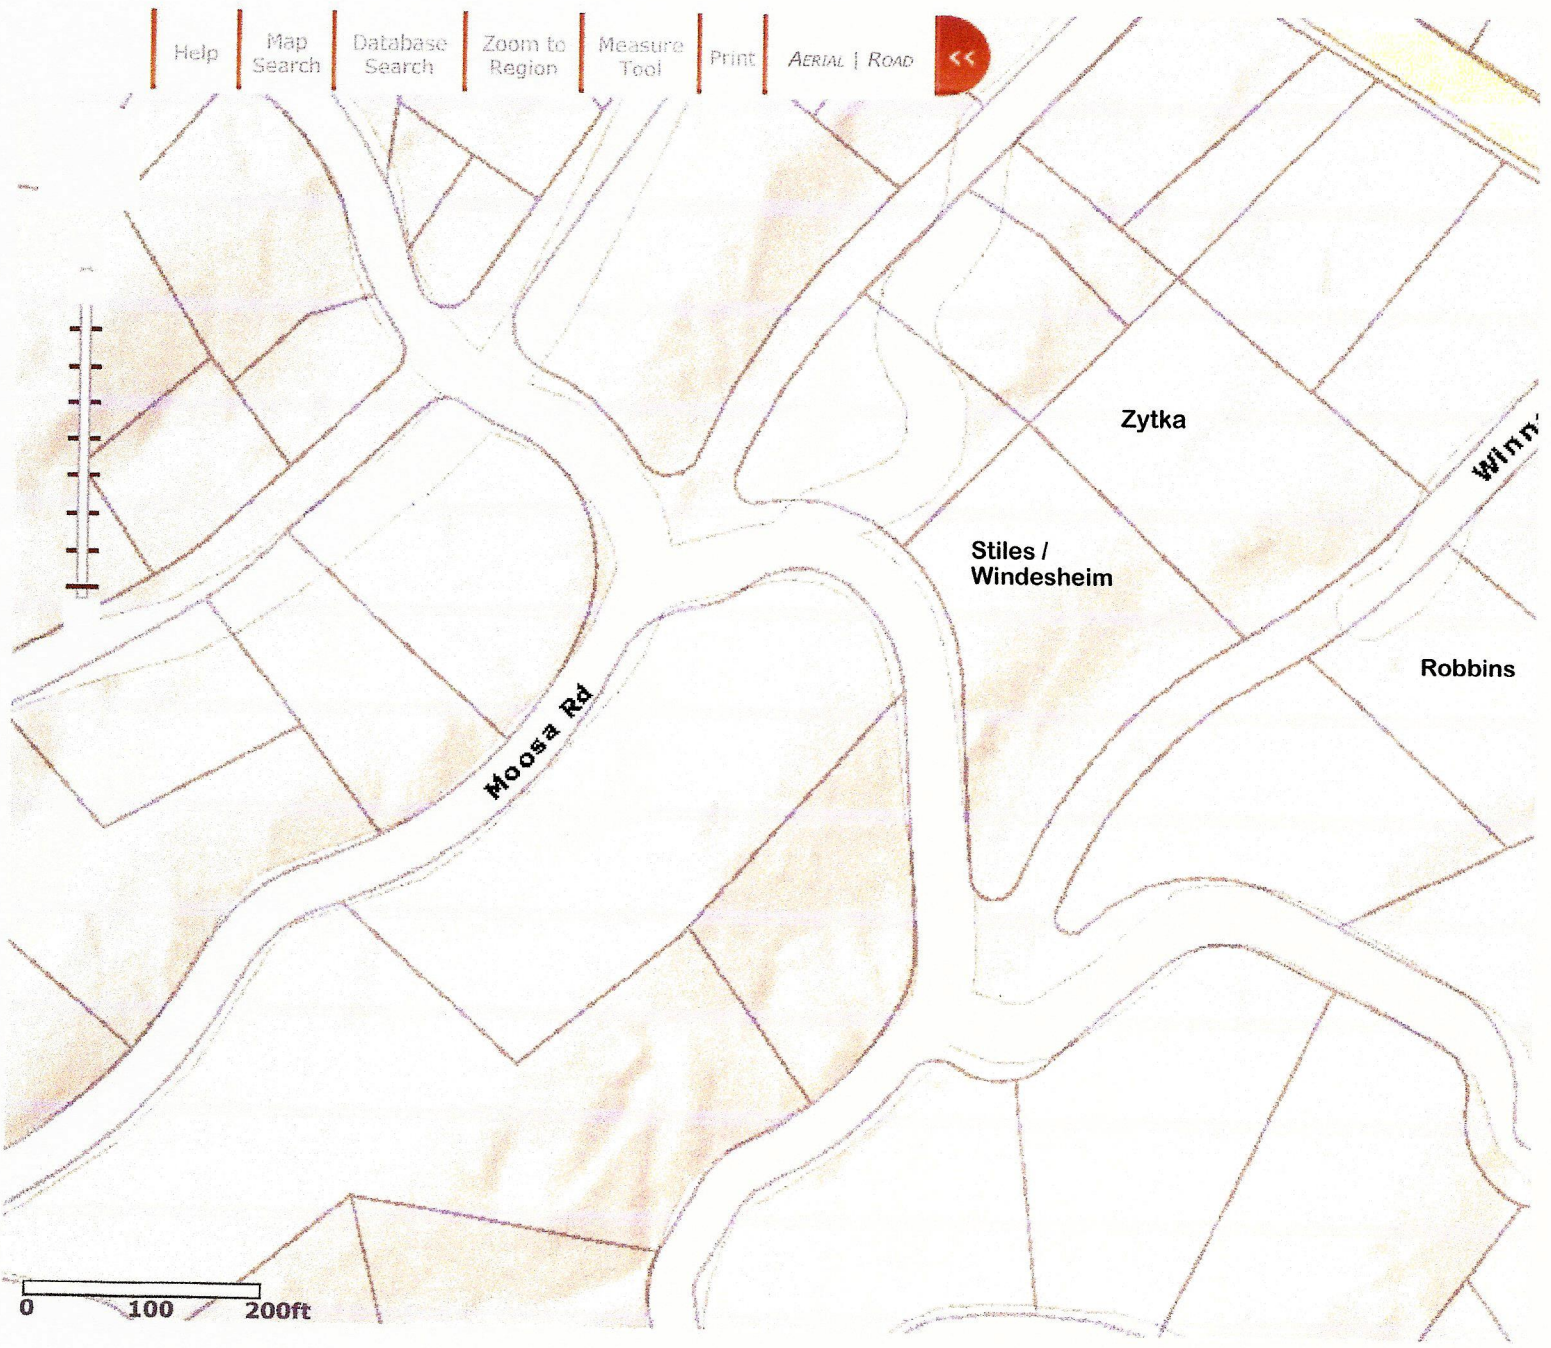 Help
Map
Search
Database
Search
Zoom to
Region
Measure
Tool
Print
AERIAL | ROAD
<<
Zytka
Winn
Stiles /
Windesheim
Robbins
Moosa Rd
0 100 200ft